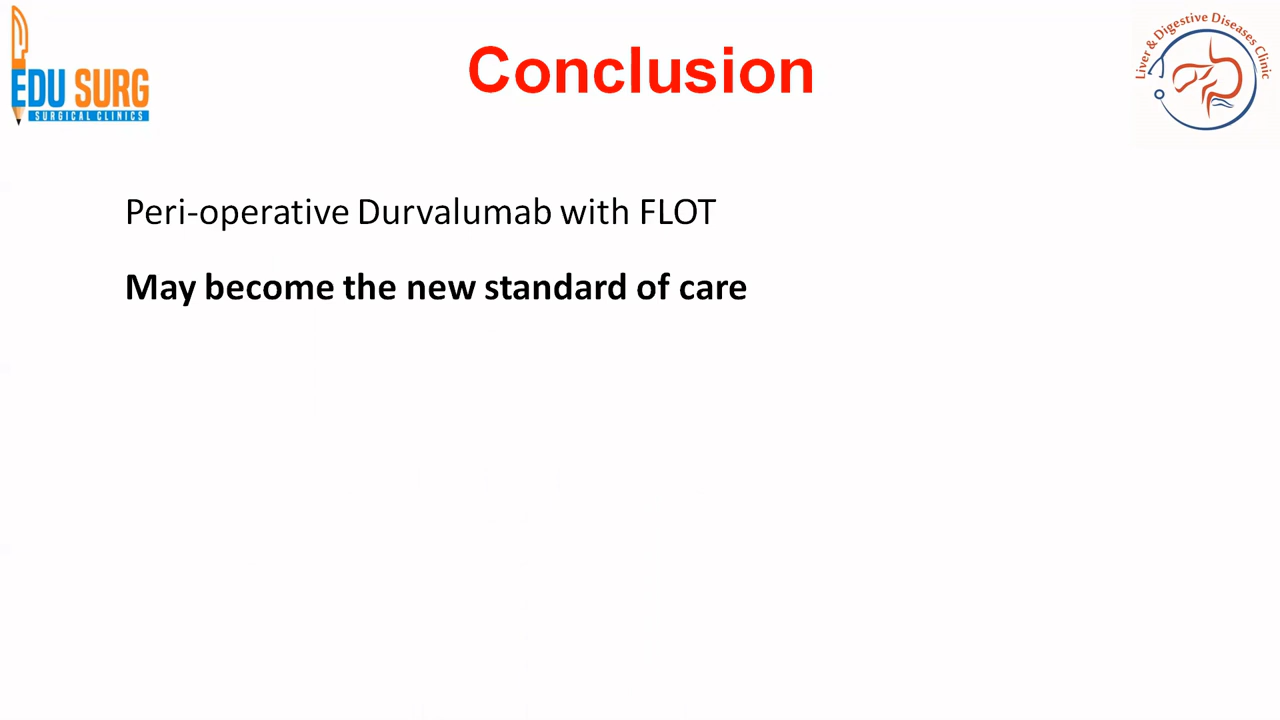 EDU SURG
SURGICAL CLINICS
Conclusion
Liver & Digestive Diseases Clinic
Peri-operative Durvalumab with FLOT
May become the new standard of care